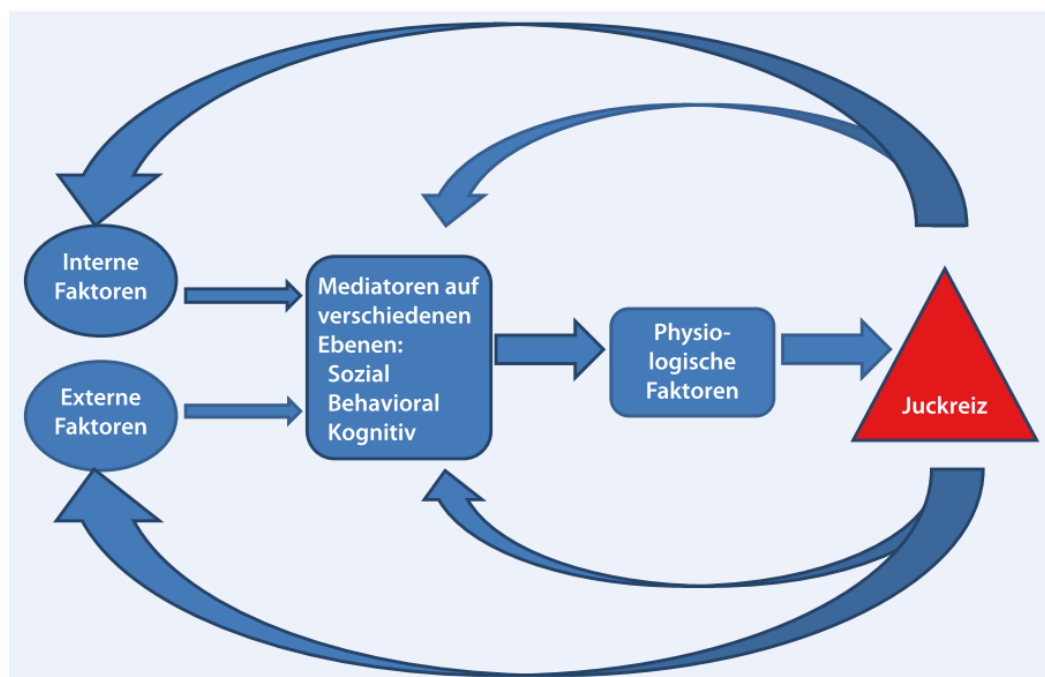 Interne
Faktoren
Externe
Faktoren
Mediatoren auf
verschiedenen
Ebenen:
Sozial
Behavioral
Kognitiv
Physio-
logische
Faktoren
Juckreiz